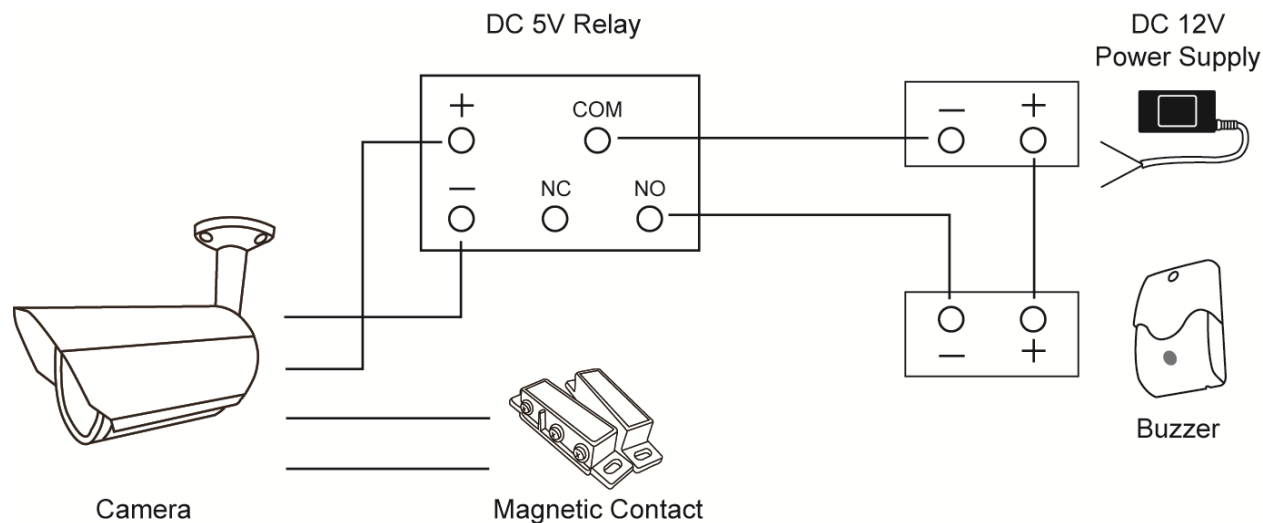 DC 5V Relay
DC 12V
Power Supply
+
COM
−
+
−
NC
NO
−
+
Buzzer
Camera
Magnetic Contact